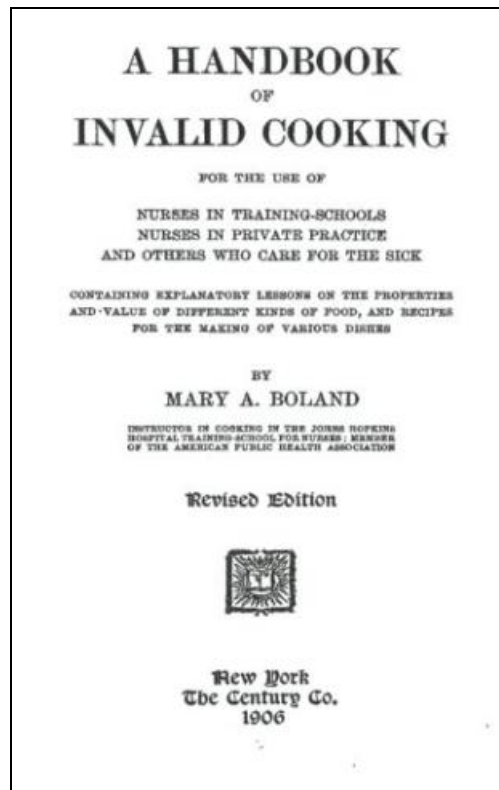 A HANDBOOK
OF
INVALID COOKING
FOR THE USE OF
NURSES IN TRAINING-SCHOOLS
NURSES IN PRIVATE PRACTICE
AND OTHERS WHO CARE FOR THE SICK
CONTAINING EXPLANATORY LESSONS ON THE PROPERTIES
AND VALUE OF DIFFERENT KINDS OF FOOD, AND RECIPES
FOR THE MAKING OF VARIOUS DISHES
BY
MARY A. BOLAND
INSTRUCTOR IN COOKING IN THE JOHNS HOPKINS
HOSPITAL TRAINING-SCHOOL FOR NURSES; MEMBER
OF THE AMERICAN PUBLIC HEALTH ASSOCIATION
Revised Edition
New York
The Century Co.
1906